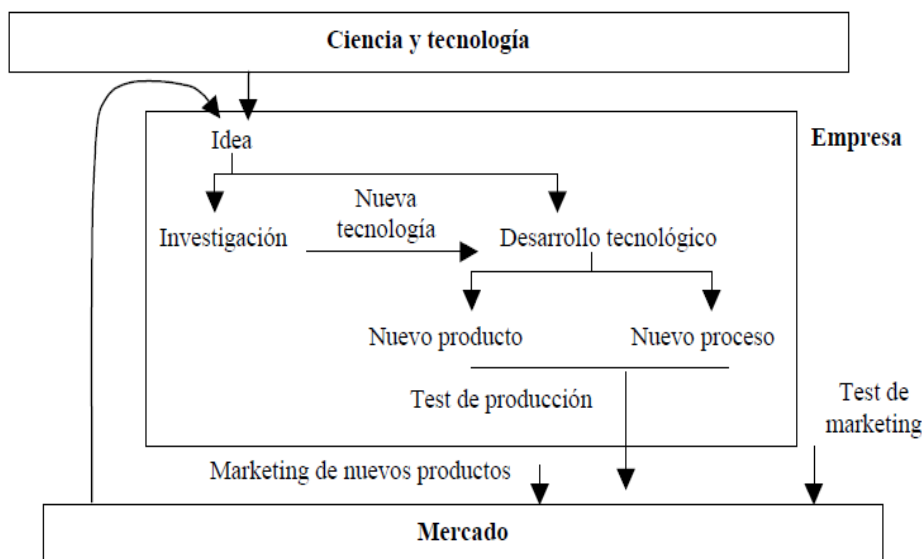 Ciencia y tecnología
Empresa
Idea
Nueva
tecnología
Investigación
Desarrollo tecnológico
Nuevo producto
Nuevo proceso
Test de producción
Test de
marketing
Marketing de nuevos productos
Mercado